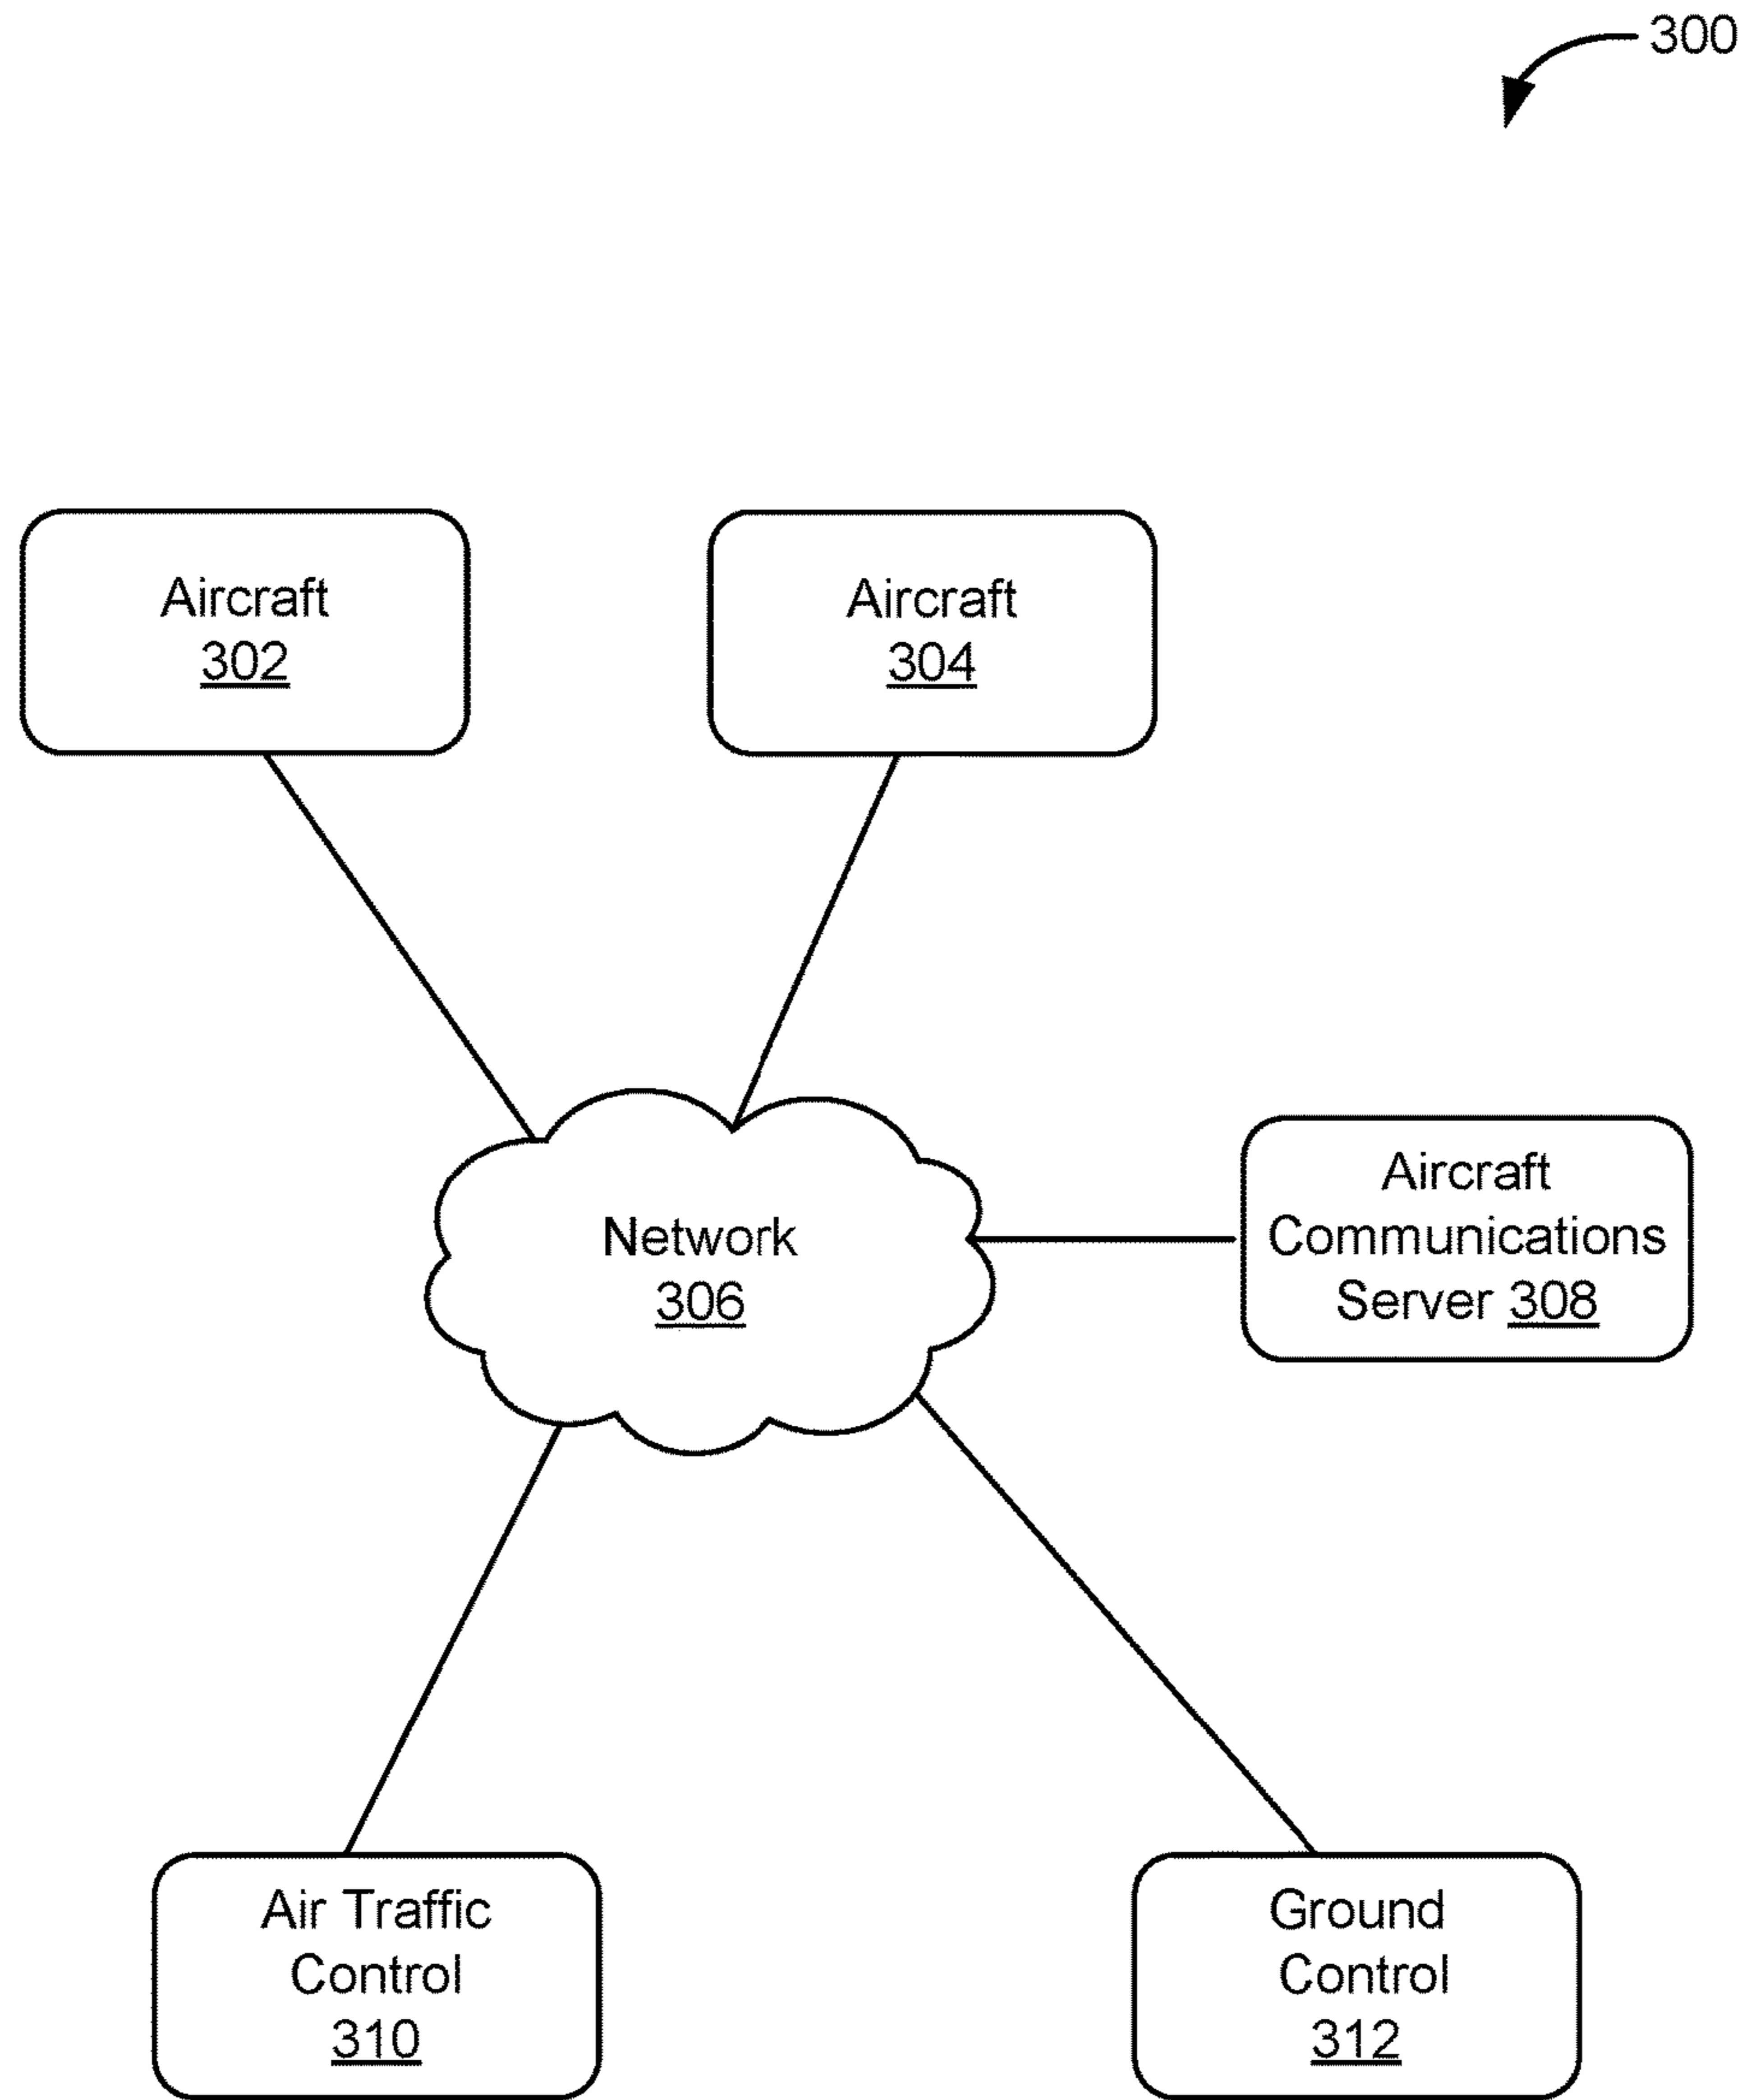 300
Aircraft
302
Aircraft
304
Network
306
Aircraft
Communications
Server 308
Air Traffic
Control
310
Ground
Control
312